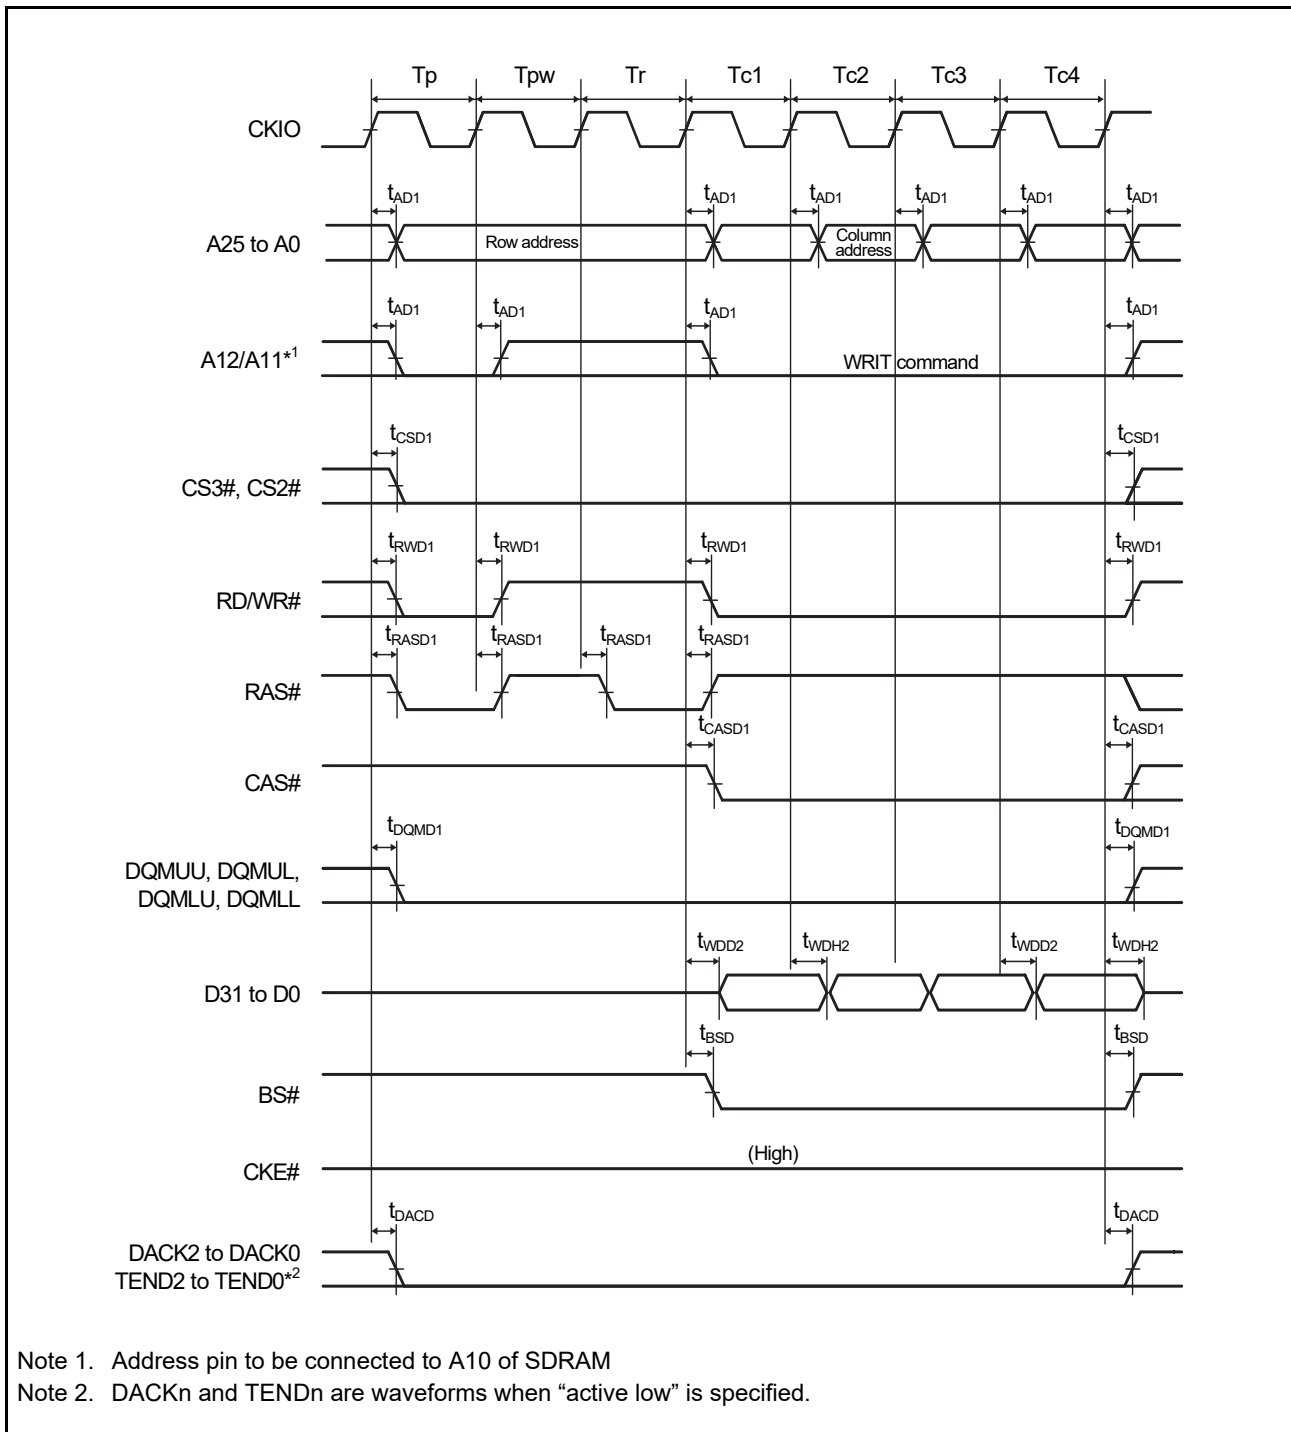 Tp Tpw Tr Tc1 Tc2 Tc3 Tc4
CKIO
tAD1 tAD1 tAD1 tAD1 tAD1 tAD1
A25 to A0
Row address
Column
address
tAD1 tAD1 tAD1 tAD1
A12/A11*1
WRIT command
tCSD1 tCSD1
CS3#, CS2#
tRWD1 tRWD1 tRWD1 tRWD1
RD/WR#
tRASD1 tRASD1 tRASD1 tRASD1
RAS#
tCASD1 tCASD1
CAS#
tDQMD1 tDQMD1
DQMUU, DQMUL,
DQMLU, DQMLL
tWDD2 tWDH2 tWDD2 tWDH2
D31 to D0
tBSD tBSD
BS#
(High)
CKE#
tDACD tDACD
DACK2 to DACK0
TEND2 to TEND0*2
Note 1. Address pin to be connected to A10 of SDRAM
Note 2. DACKn and TENDn are waveforms when “active low” is specified.